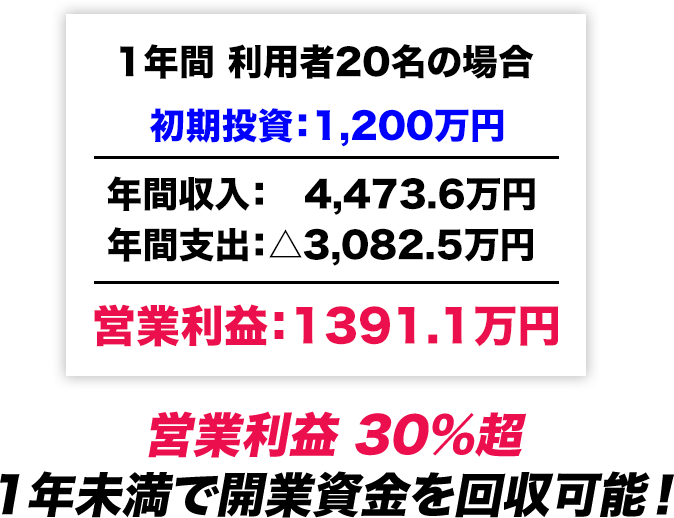 1年間 利用者20名の場合
初期投資：1,200万円
年間収入：　4,473.6万円
年間支出：△3,082.5万円
営業利益：1391.1万円
営業利益 30%超
1年未満で開業資金を回収可能！